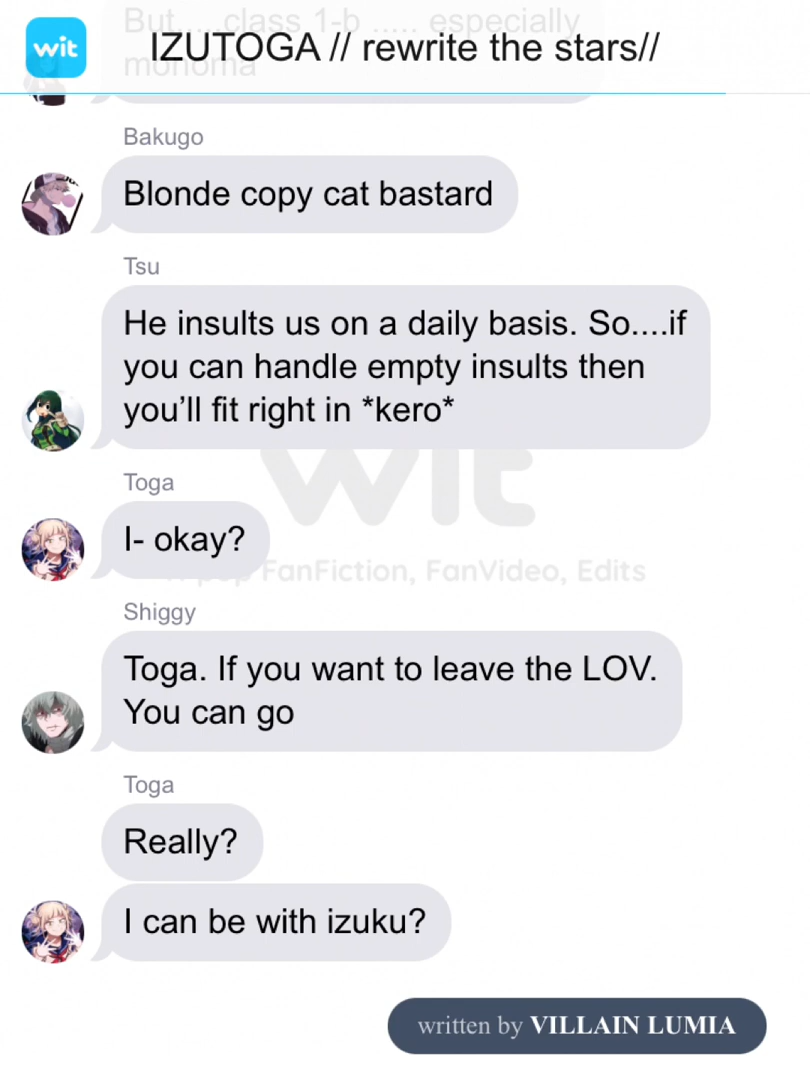 But.....class 1-b ..... especially
monoma
wit
IZUTOGA // rewrite the stars//
Bakugo
Blonde copy cat bastard
Tsu
He insults us on a daily basis. So....if
you can handle empty insults then
you'll fit right in *kero*
wit
Toga
I- okay?
FanFiction, FanVideo, Edits
Shiggy
Toga. If you want to leave the LOV.
You can go
Toga
Really?
I can be with izuku?
written by VILLAIN LUMIA